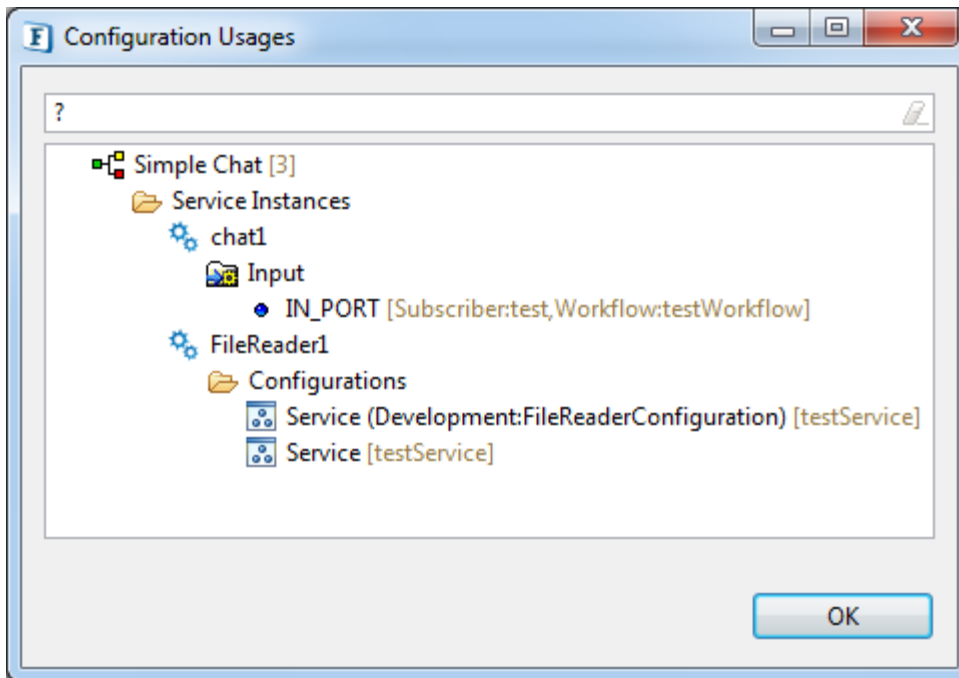 Configuration Usages
?
Simple Chat [3]
Service Instances
chat1
Input
IN_PORT [Subscriber:test,Workflow:testWorkflow]
FileReader1
Configurations
Service (Development:FileReaderConfiguration) [testService]
Service [testService]
OK